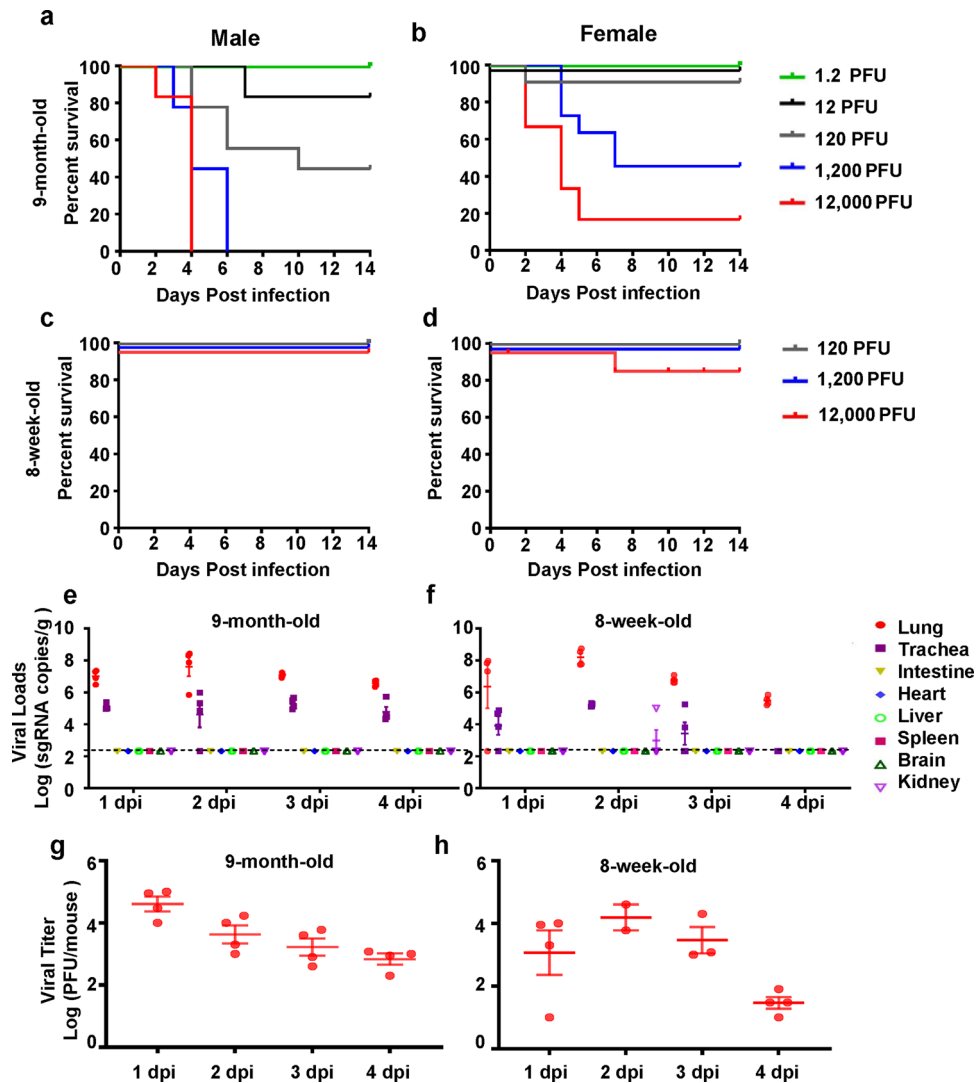 a
Male
b
Female
100
80
60
40
20
0
Percent survival
9-month-old
0 2 4 6 8 10 12 14
Days Post infection
100
80
60
40
20
0
Percent survival
0 2 4 6 8 10 12 14
Days Post infection
1.2 PFU
12 PFU
120 PFU
1,200 PFU
12,000 PFU
c
d
100
80
60
40
20
0
Percent survival
8-week-old
0 2 4 6 8 10 12 14
Days Post infection
100
80
60
40
20
0
Percent survival
0 2 4 6 8 10 12 14
Days Post infection
120 PFU
1,200 PFU
12,000 PFU
e
9-month-old
f
8-week-old
10
8
6
4
2
0
Viral Loads
Log (sgRNA copies/g )
1 dpi 2 dpi 3 dpi 4 dpi
10
8
6
4
2
0
1 dpi 2 dpi 3 dpi 4 dpi
Lung
Trachea
Intestine
Heart
Liver
Spleen
Brain
Kidney
g
9-month-old
h
8-week-old
6
4
2
0
Viral Titer
Log (PFU/mouse )
1 dpi 2 dpi 3 dpi 4 dpi
6
4
2
0
1 dpi 2 dpi 3 dpi 4 dpi